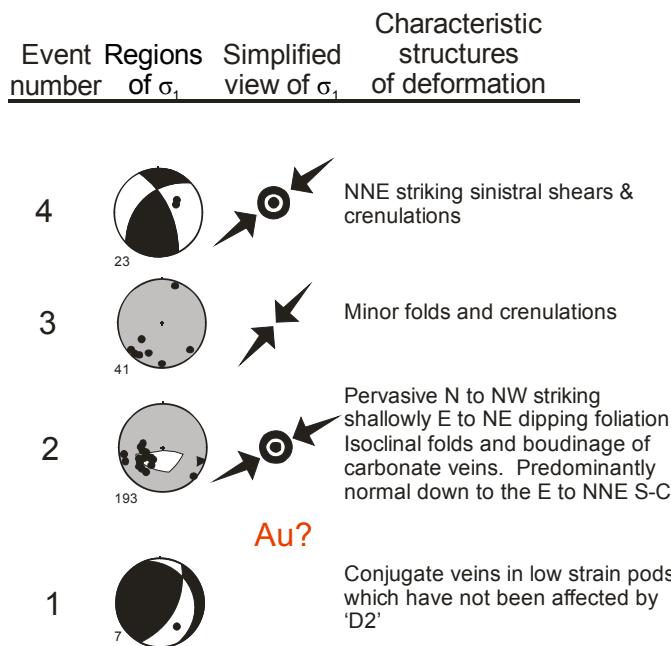 Event number
Regions of σ1
Simplified view of σ1
Characteristic structures of deformation
4
23
NNE striking sinistral shears &
crenulations
3
41
Minor folds and crenulations
2
193
Pervasive N to NW striking
shallowly E to NE dipping foliation
Isoclinal folds and boudinage of
carbonate veins. Predominantly
normal down to the E to NNE S-C
Au?
1
7
Conjugate veins in low strain pods
which have not been affected by
'D2'